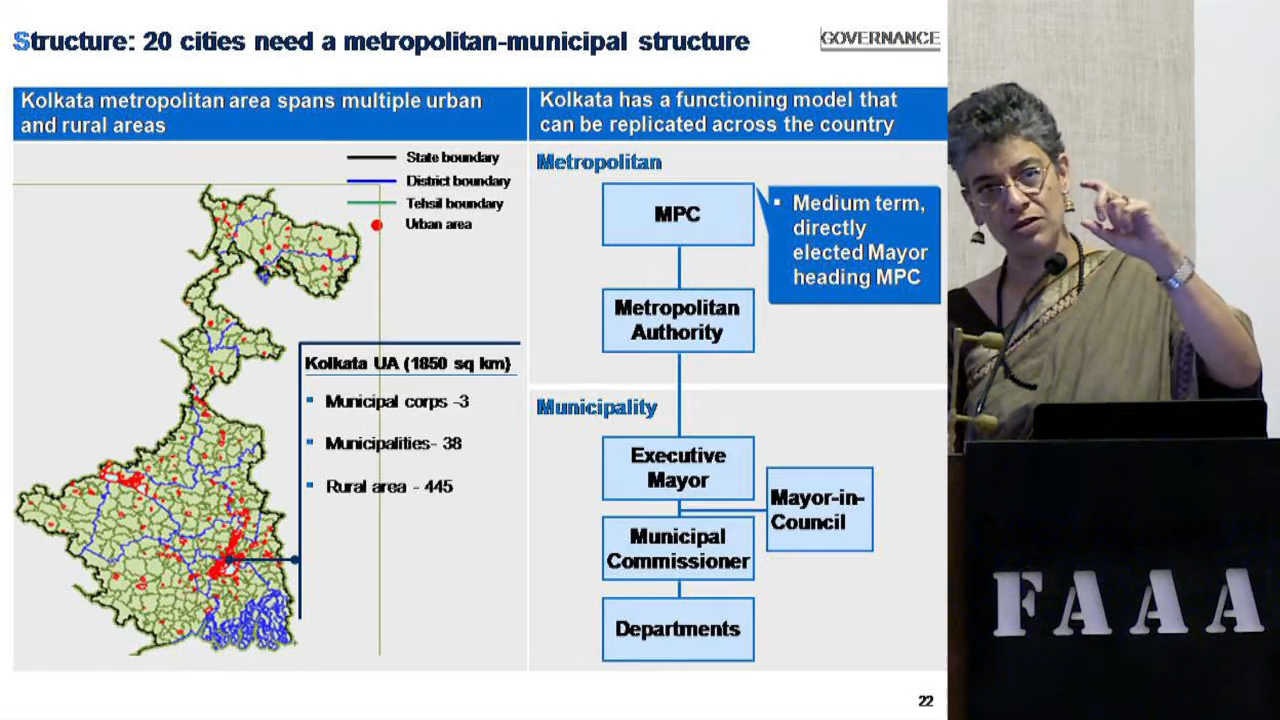 Structure: 20 cities need a metropolitan-municipal structure
GOVERNANCE
Kolkata metropolitan area spans multiple urban
and rural areas
State boundary
District boundary
Tehsil boundary
Urban area
Kolkata UA (1850 sq km)
▪ Municipal corps -3
▪ Municipalities- 38
▪ Rural area - 445
Kolkata has a functioning model that
can be replicated across the country
Metropolitan
MPC
▪ Medium term,
directly
elected Mayor
heading MPC
Metropolitan
Authority
Municipality
Executive
Mayor
Mayor-in-
Council
Municipal
Commissioner
Departments
22
FAAA